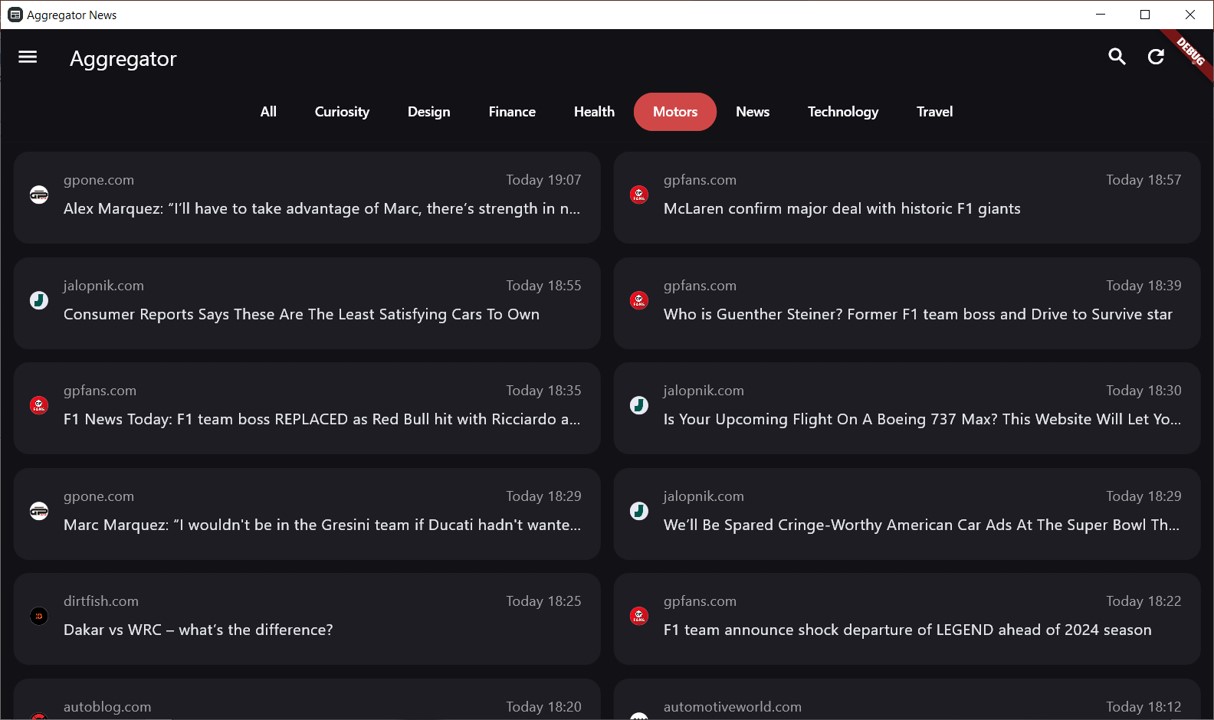 Aggregator News
DEBUG
Aggregator
All Curiosity Design Finance Health Motors News Technology Travel
gpone.com Today 19:07
Alex Marquez: “I’ll have to take advantage of Marc, there’s strength in n...
gpfans.com Today 18:57
McLaren confirm major deal with historic F1 giants
jalopnik.com Today 18:55
Consumer Reports Says These Are The Least Satisfying Cars To Own
gpfans.com Today 18:39
Who is Guenther Steiner? Former F1 team boss and Drive to Survive star
gpfans.com Today 18:35
F1 News Today: F1 team boss REPLACED as Red Bull hit with Ricciardo a...
jalopnik.com Today 18:30
Is Your Upcoming Flight On A Boeing 737 Max? This Website Will Let Yo...
gpone.com Today 18:29
Marc Marquez: “I wouldn't be in the Gresini team if Ducati hadn't wante...
jalopnik.com Today 18:29
We’ll Be Spared Cringe-Worthy American Car Ads At The Super Bowl Th...
dirtfish.com Today 18:25
Dakar vs WRC – what’s the difference?
gpfans.com Today 18:22
F1 team announce shock departure of LEGEND ahead of 2024 season
autoblog.com Today 18:20
automotiveworld.com Today 18:12